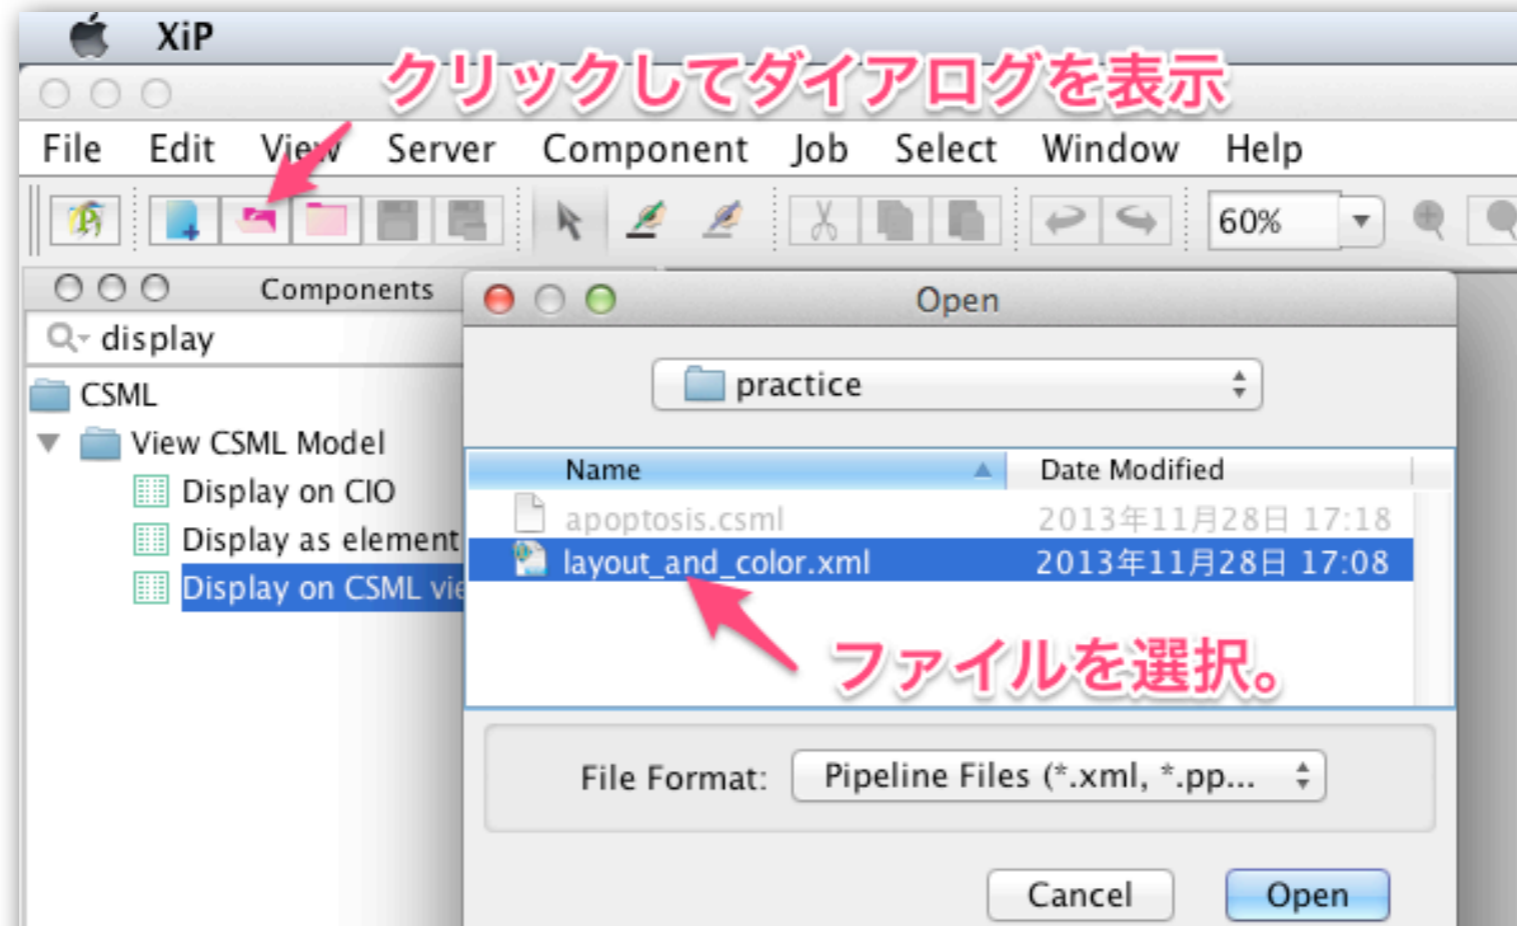 XiP
クリックしてダイアログを表示
File Edit View Server Component Job Select Window Help
60%
Components
Open
display
practice
CSML
View CSML Model
Name Date Modified
Display on CIO
apoptosis.csml 2013年11月28日 17:18
Display as element
layout_and_color.xml 2013年11月28日 17:08
Display on CSML vie
ファイルを選択。
File Format: Pipeline Files (*.xml, *.pp...
Cancel Open